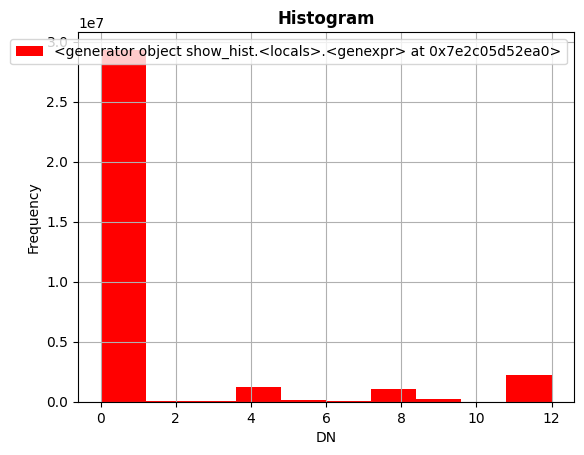 Histogram
1e7
<generator object show_hist.<locals>.<genexpr> at 0x7e2c05d52ea0>
3.0
2.5
2.0
1.5
1.0
0.5
0.0
Frequency
0 2 4 6 8 10 12
DN